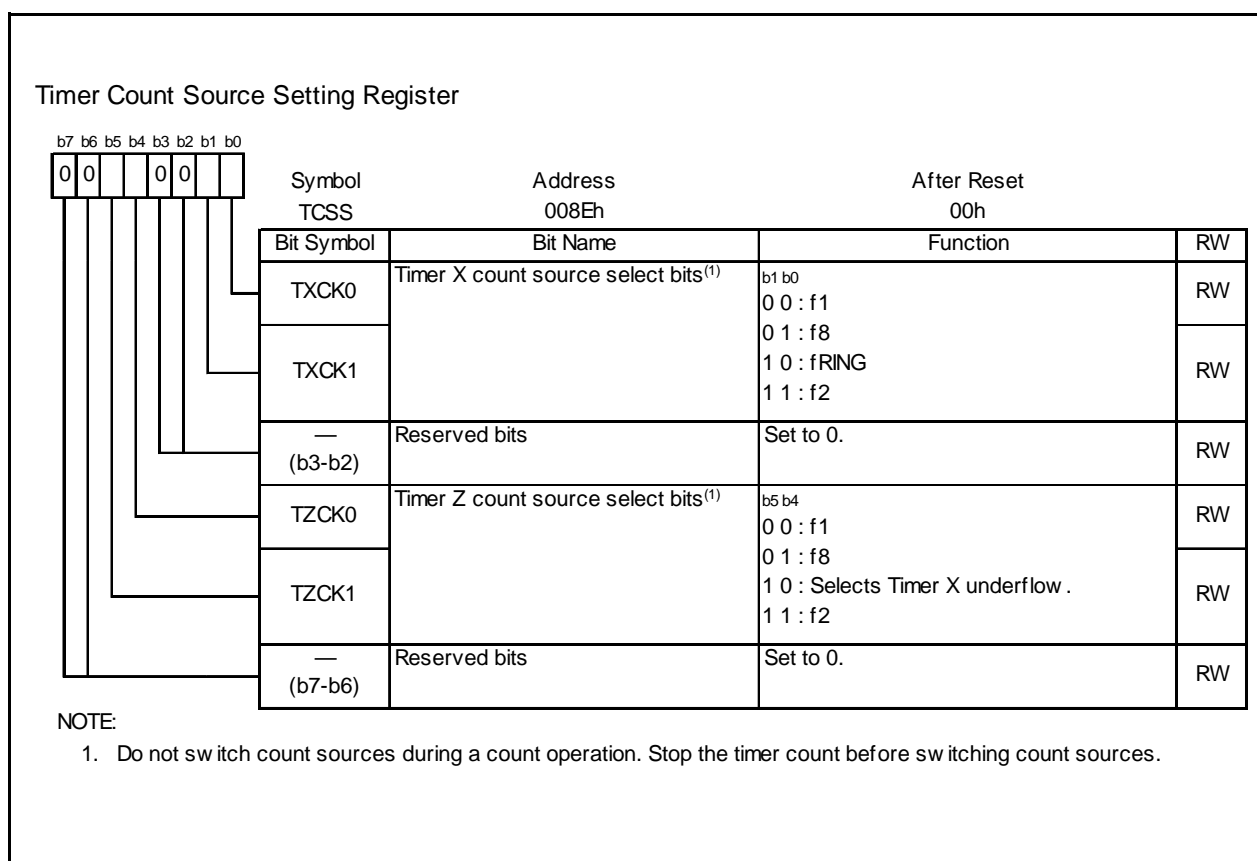 Timer Count Source Setting Register
b7 b6 b5 b4 b3 b2 b1 b0
0 0 0 0
Symbol Address After Reset
TCSS 008Eh 00h
Bit Symbol Bit Name Function RW
TXCK0 Timer X count source select bits(1) b1 b0 RW
0 0 : f1
0 1 : f8
TXCK1 1 0 : fRING RW
1 1 : f2
— Reserved bits Set to 0. RW
(b3-b2)
TZCK0 Timer Z count source select bits(1) b5 b4 RW
0 0 : f1
0 1 : f8
TZCK1 1 0 : Selects Timer X underflow. RW
1 1 : f2
— Reserved bits Set to 0. RW
(b7-b6)
NOTE:
1. Do not switch count sources during a count operation. Stop the timer count before switching count sources.